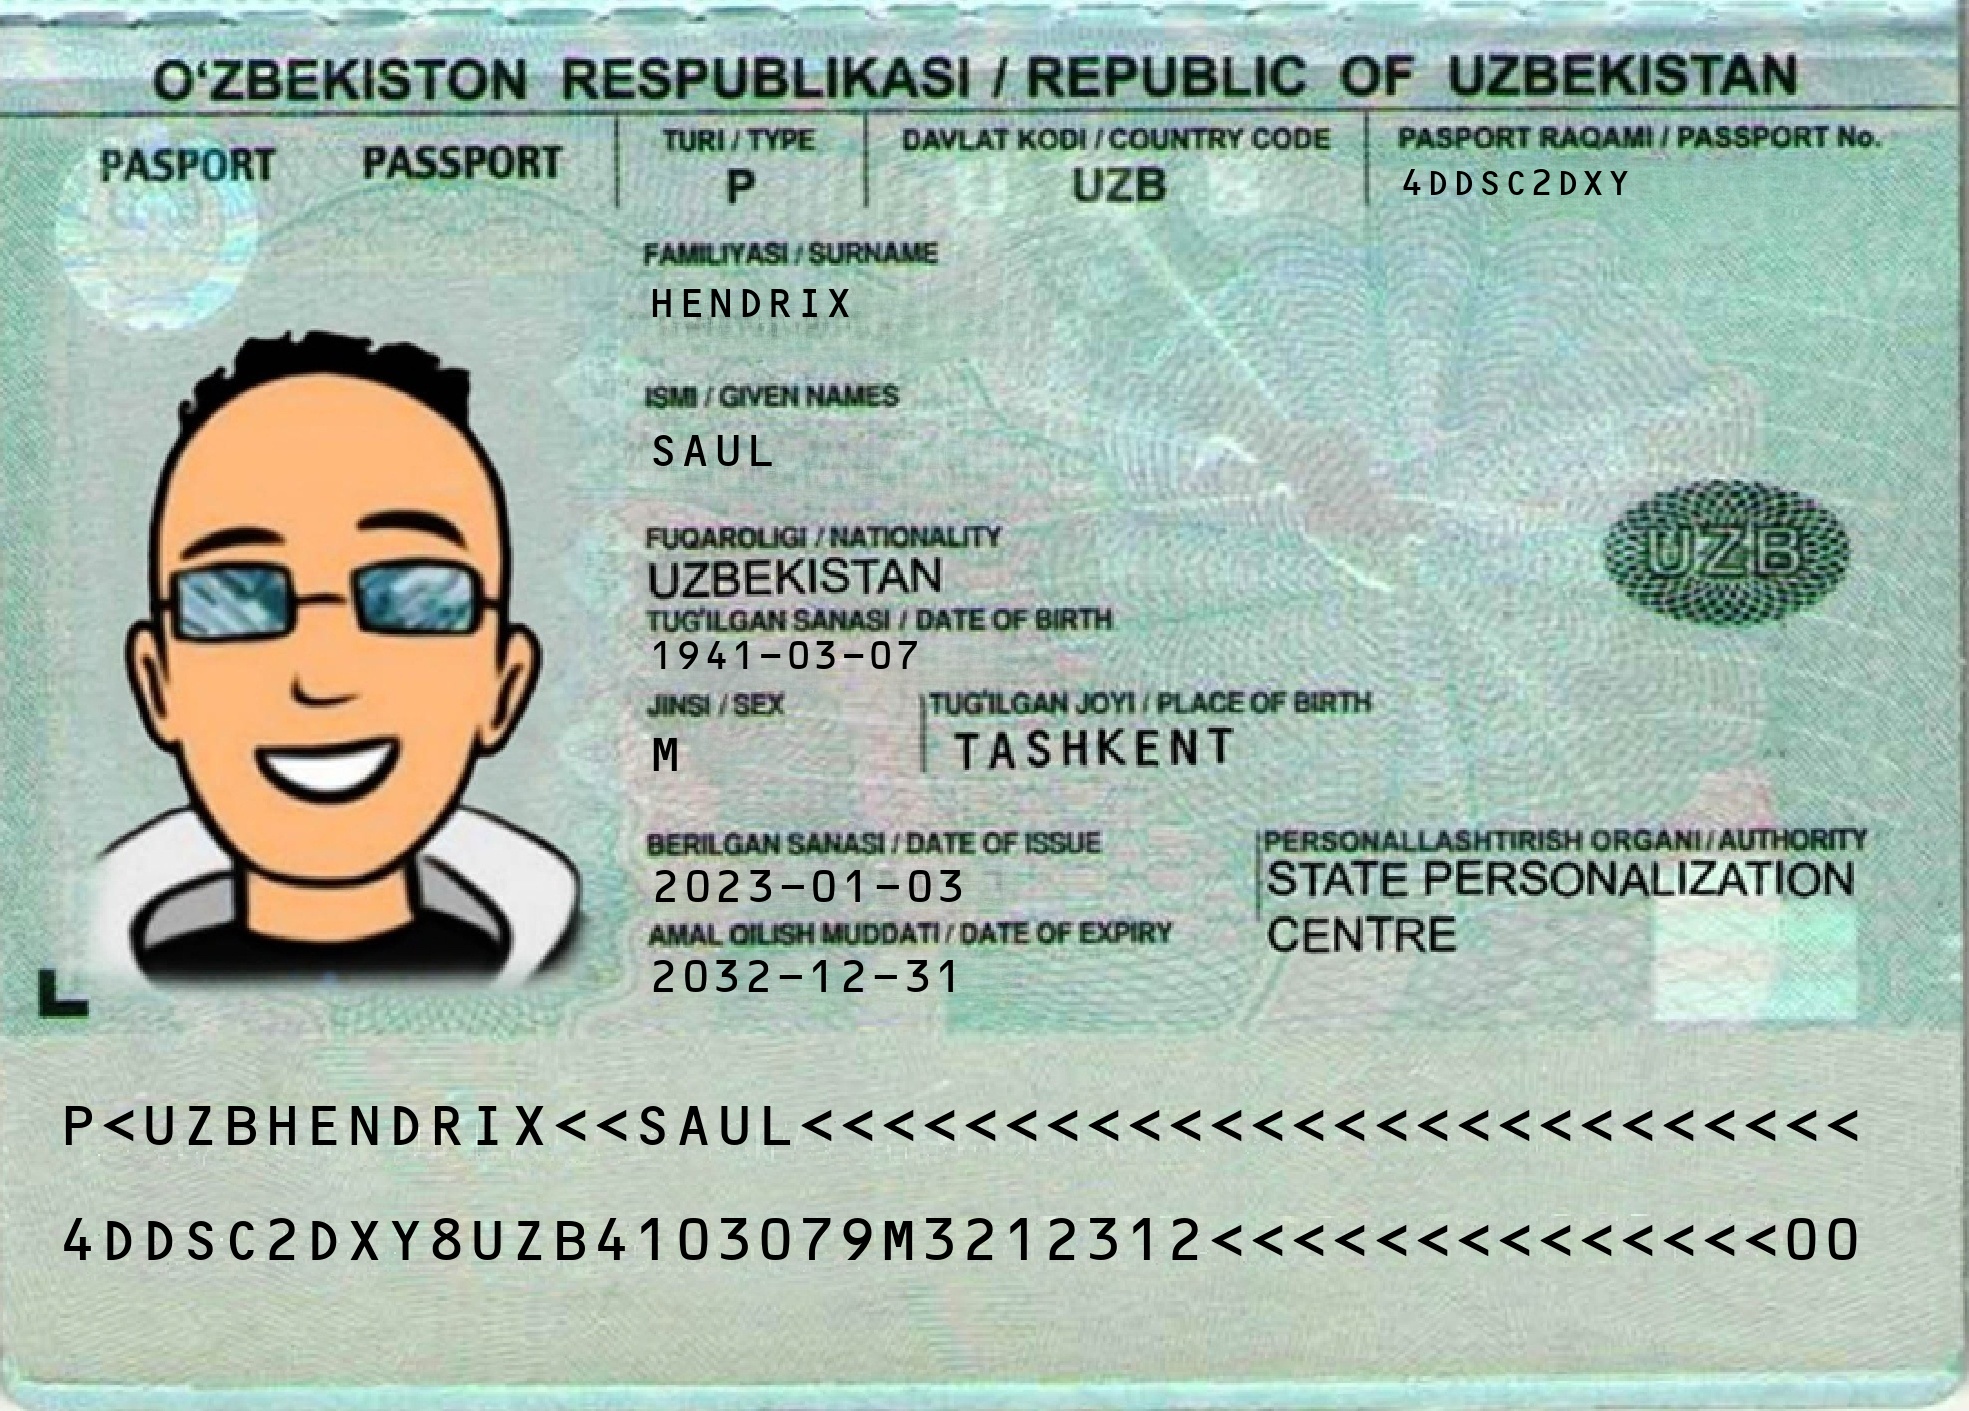 O‘ZBEKISTON RESPUBLIKASI / REPUBLIC OF UZBEKISTAN
PASPORT PASSPORT
TURI / TYPE
P
DAVLAT KODI / COUNTRY CODE
UZB
PASPORT RAQAMI / PASSPORT No.
4DDSC2DXY
FAMILIYASI / SURNAME
HENDRIX
ISMI / GIVEN NAMES
SAUL
FUQAROLIGI / NATIONALITY
UZBEKISTAN
UZB
TUG‘ILGAN SANASI / DATE OF BIRTH
1941-03-07
JINSI / SEX
M
TUG‘ILGAN JOYI / PLACE OF BIRTH
TASHKENT
BERILGAN SANASI / DATE OF ISSUE
2023-01-03
PERSONALLASHTIRISH ORGANI / AUTHORITY
STATE PERSONALIZATION
CENTRE
AMAL QILISH MUDDATI / DATE OF EXPIRY
2032-12-31
P<UZBHENDRIX<<SAUL<<<<<<<<<<<<<<<<<<<<<<<<<<
4DDSC2DXY8UZB4103079M3212312<<<<<<<<<<<<<<00